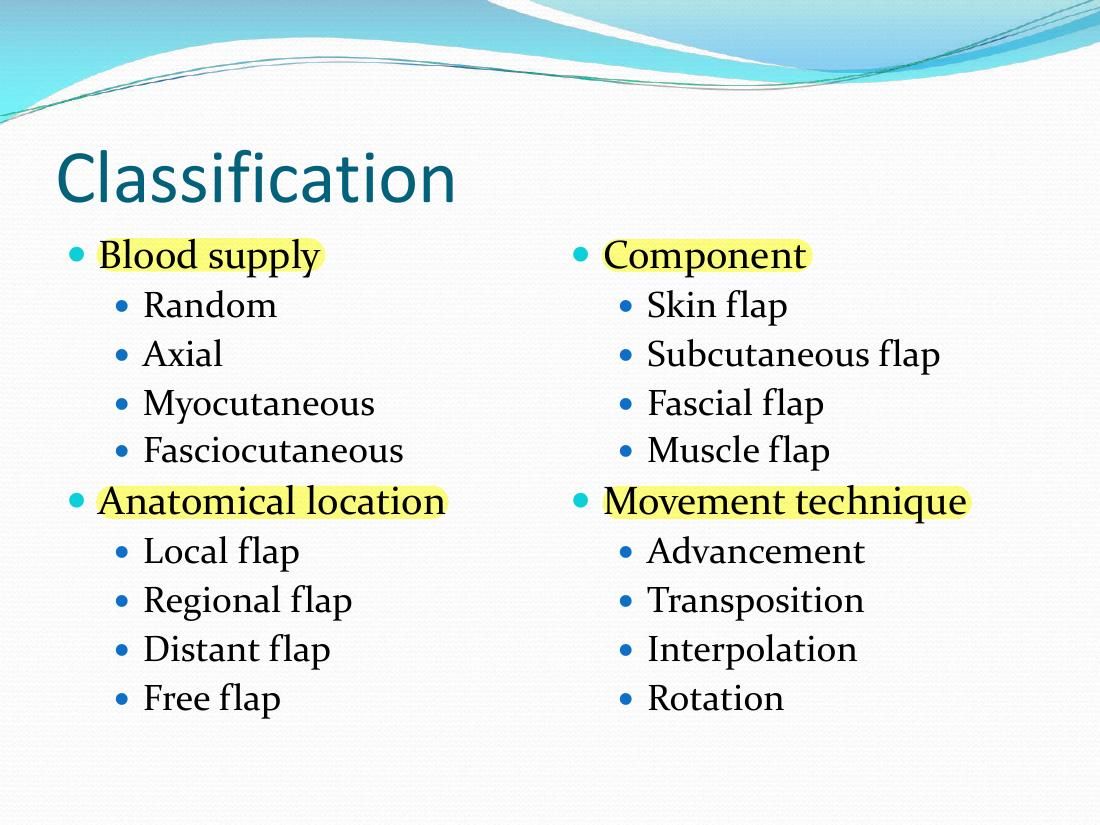 Classification
Blood supply
Random
Axial
Myocutaneous
Fasciocutaneous
Anatomical location
Local flap
Regional flap
Distant flap
Free flap
Component
Skin flap
Subcutaneous flap
Fascial flap
Muscle flap
Movement technique
Advancement
Transposition
Interpolation
Rotation